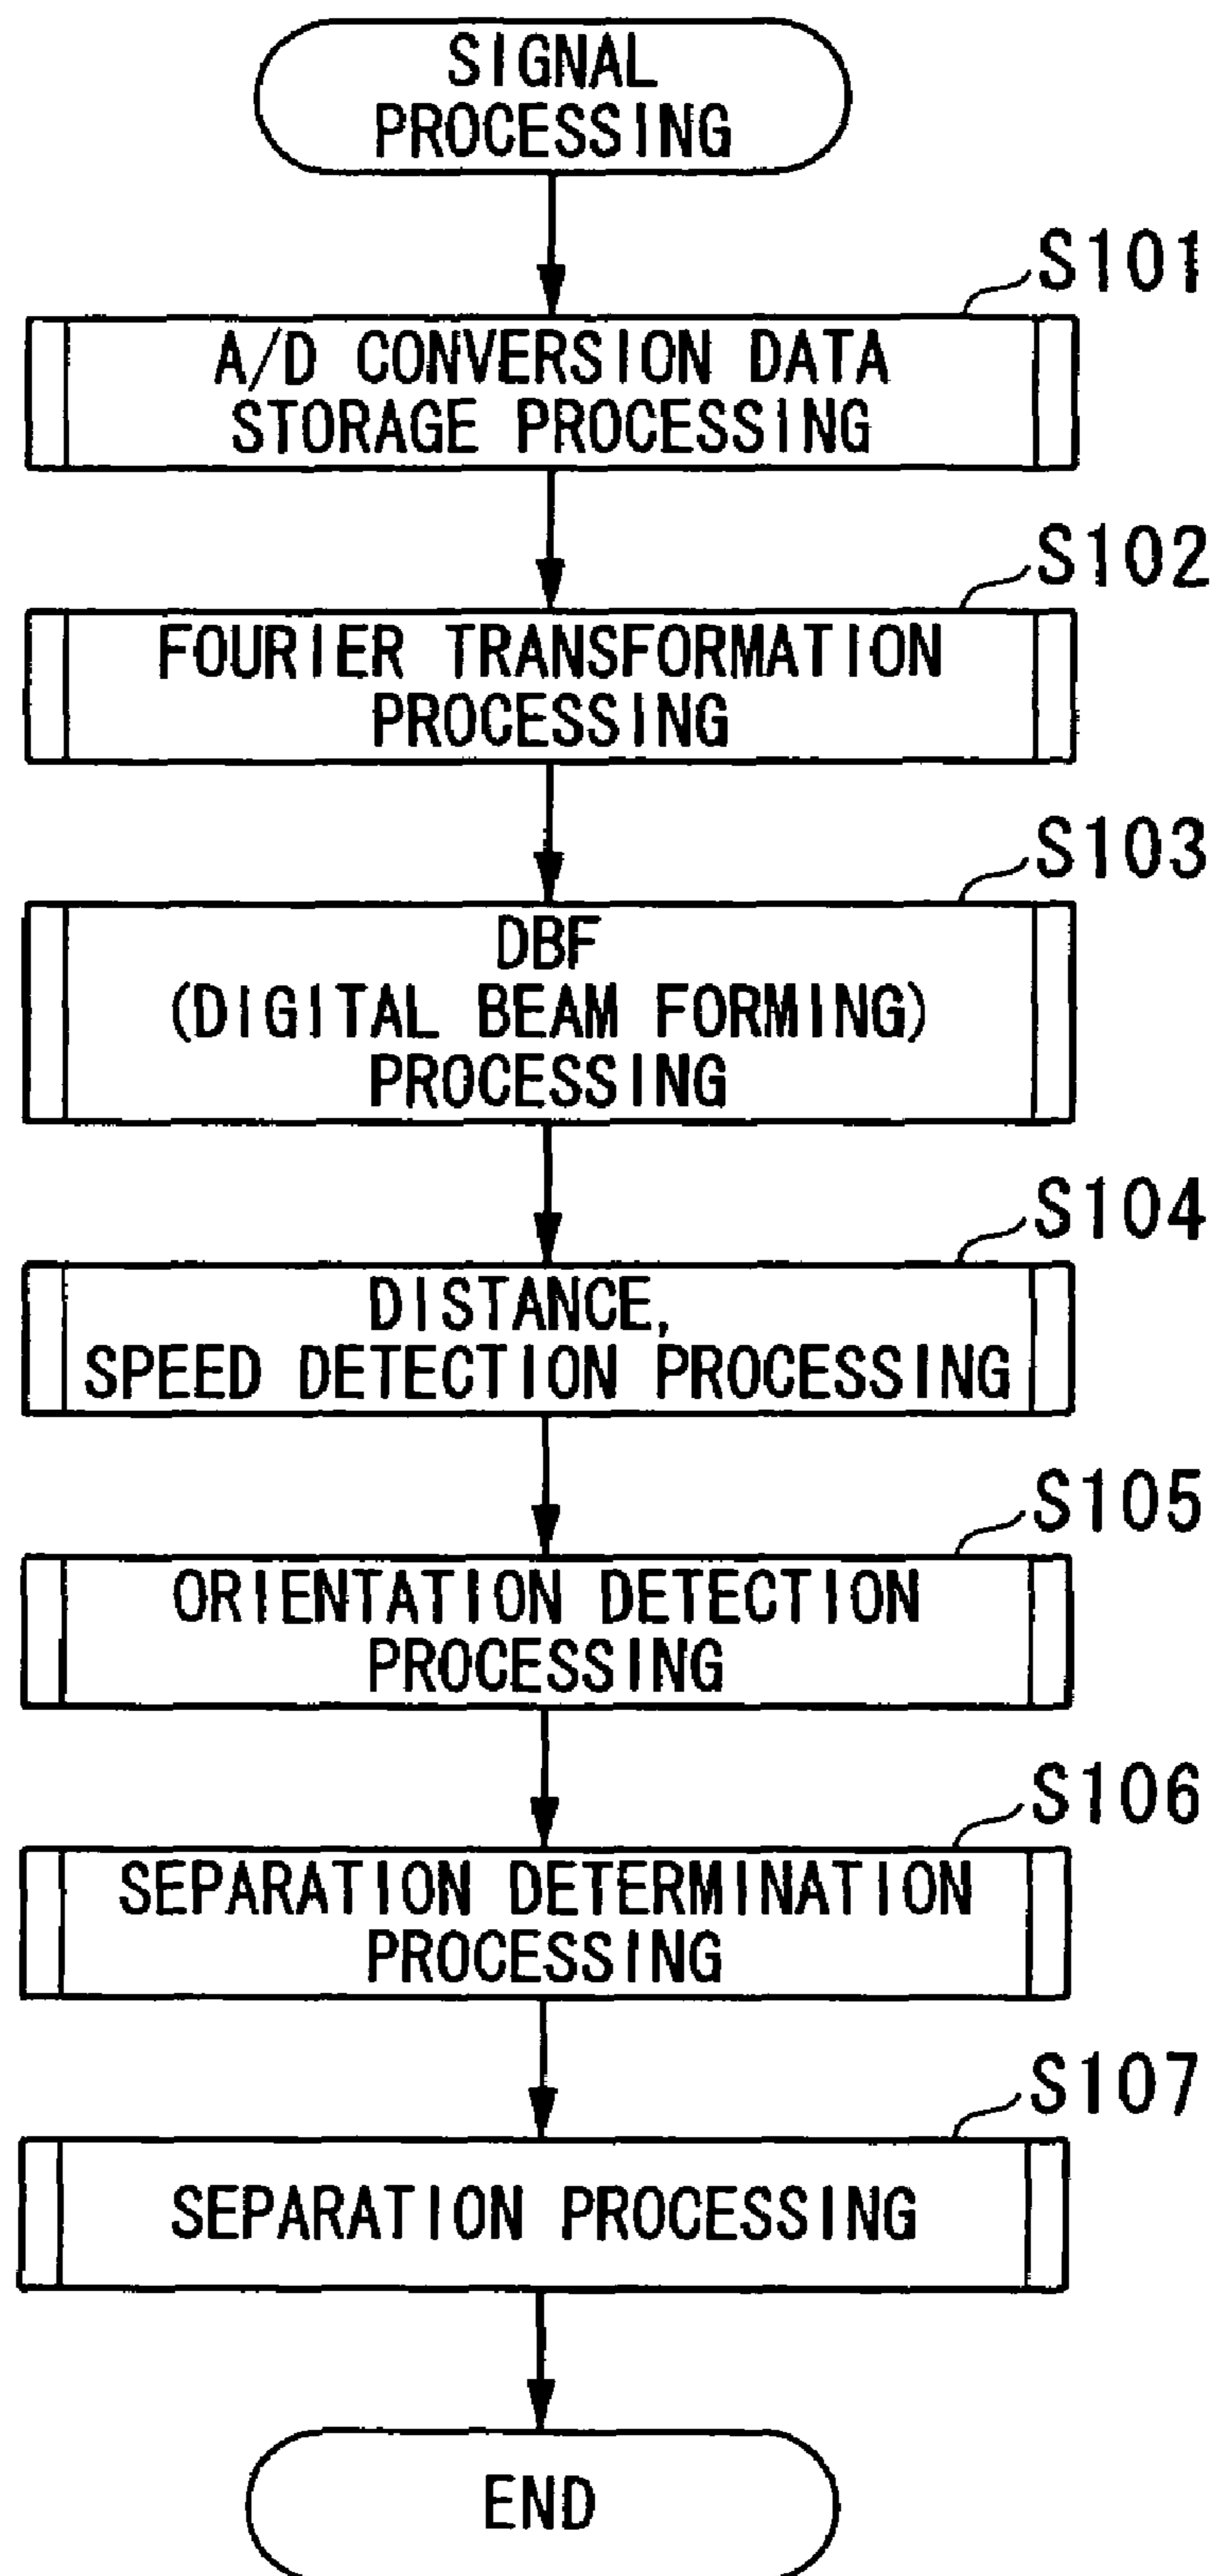 SIGNAL
PROCESSING
S101
A/D CONVERSION DATA
STORAGE PROCESSING
S102
FOURIER TRANSFORMATION
PROCESSING
S103
DBF
(DIGITAL BEAM FORMING)
PROCESSING
S104
DISTANCE,
SPEED DETECTION PROCESSING
S105
ORIENTATION DETECTION
PROCESSING
S106
SEPARATION DETERMINATION
PROCESSING
S107
SEPARATION PROCESSING
END